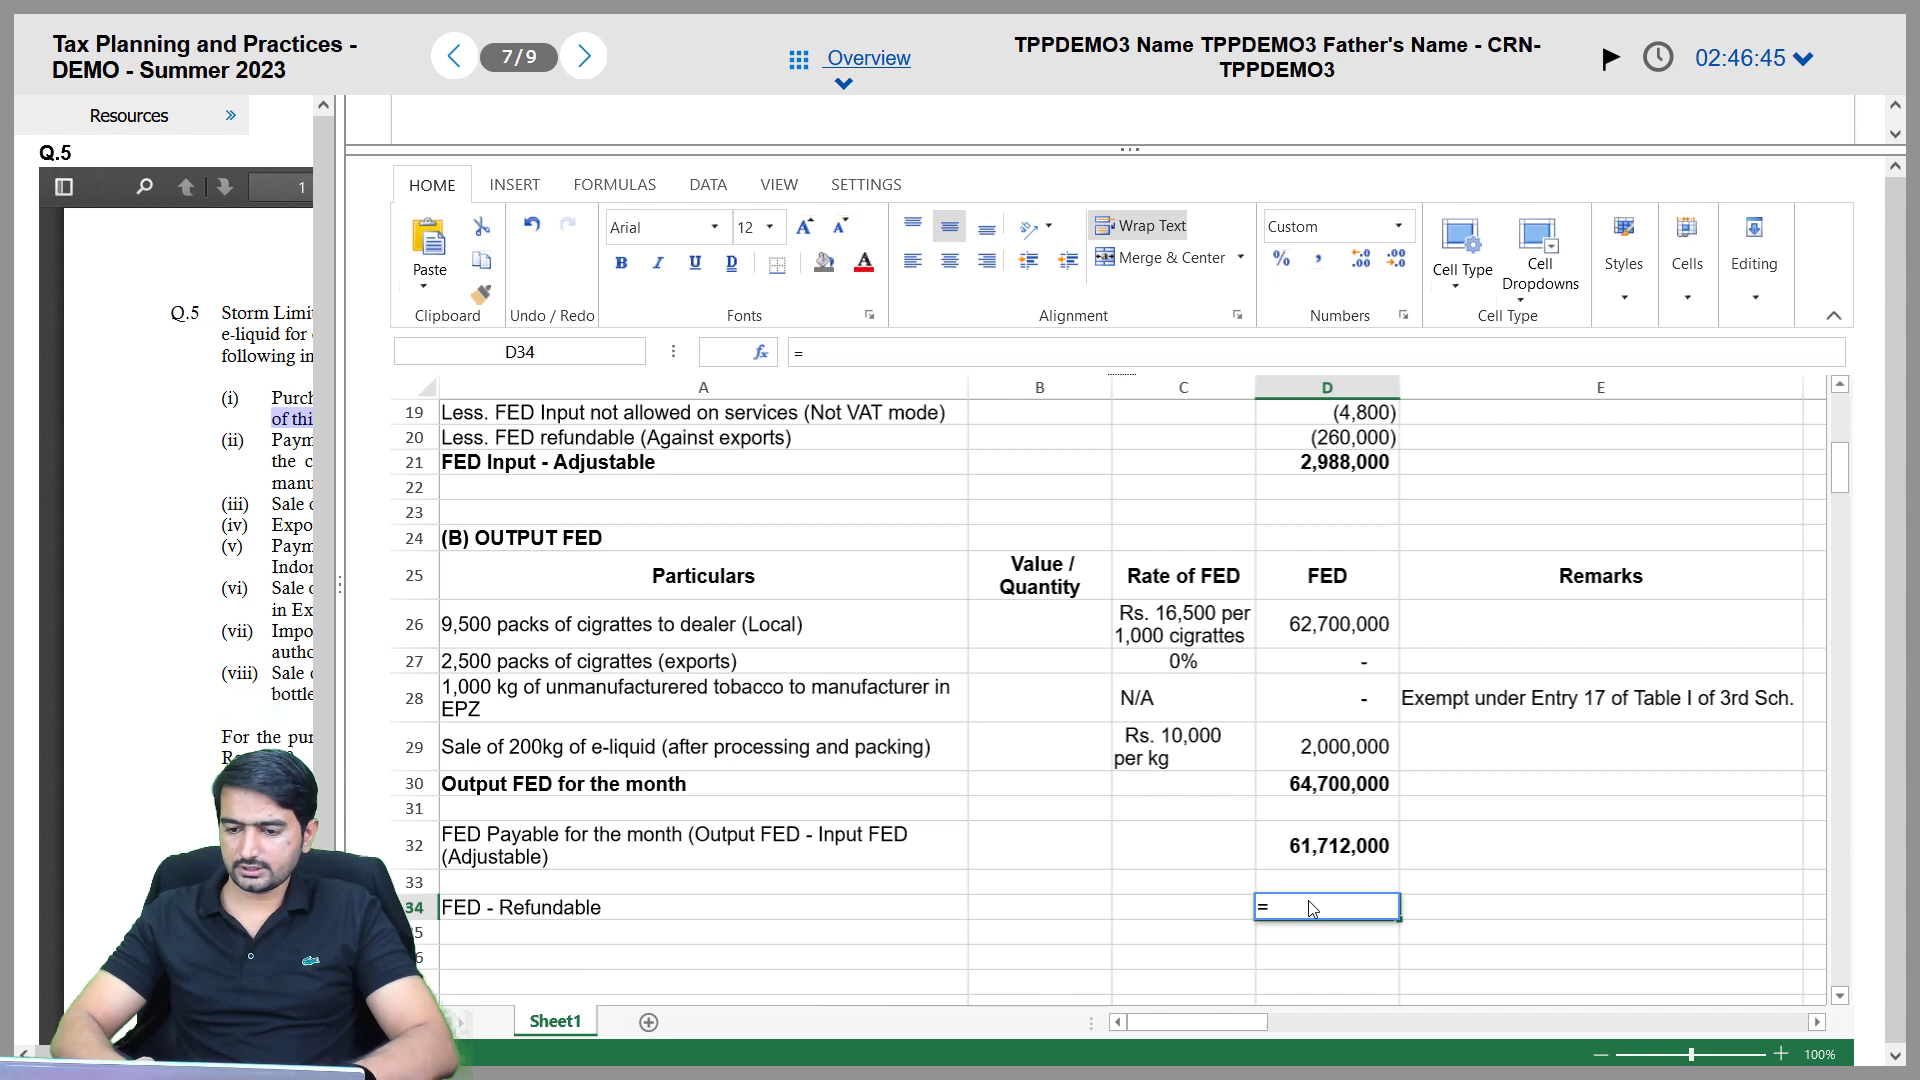 Tax Planning and Practices -
DEMO - Summer 2023
7/9
Overview
TPPDEMO3 Name TPPDEMO3 Father's Name - CRN-
TPPDEMO3
02:46:45
Resources
Q.5
1
Q.5 Storm Limi
e-liquid for
following in
(i) Purch
of thi
(ii) Paym
the c
manu
(iii) Sale
(iv) Expo
(v) Paym
Indor
(vi) Sale
in Ex
(vii) Impo
autho
(viii) Sale
bottle
For the pur
HOME INSERT FORMULAS DATA VIEW SETTINGS
Paste
Arial 12
B I U D A
Wrap Text
Merge & Center
Custom
%
Cell Type
Cell Dropdowns
Styles
Cells
Editing
Clipboard Undo / Redo Fonts Alignment Numbers Cell Type
D34 fx =
A B C D E
19 Less. FED Input not allowed on services (Not VAT mode) (4,800)
20 Less. FED refundable (Against exports) (260,000)
21 FED Input - Adjustable 2,988,000
22
23
24 (B) OUTPUT FED
25 Particulars Value / Quantity Rate of FED FED Remarks
26 9,500 packs of cigrattes to dealer (Local) Rs. 16,500 per 1,000 cigrattes 62,700,000
27 2,500 packs of cigrattes (exports) 0% -
28 1,000 kg of unmanufacturered tobacco to manufacturer in EPZ N/A - Exempt under Entry 17 of Table I of 3rd Sch.
29 Sale of 200kg of e-liquid (after processing and packing) Rs. 10,000 per kg 2,000,000
30 Output FED for the month 64,700,000
31
32 FED Payable for the month (Output FED - Input FED (Adjustable) 61,712,000
33
34 FED - Refundable =
Sheet1
100%